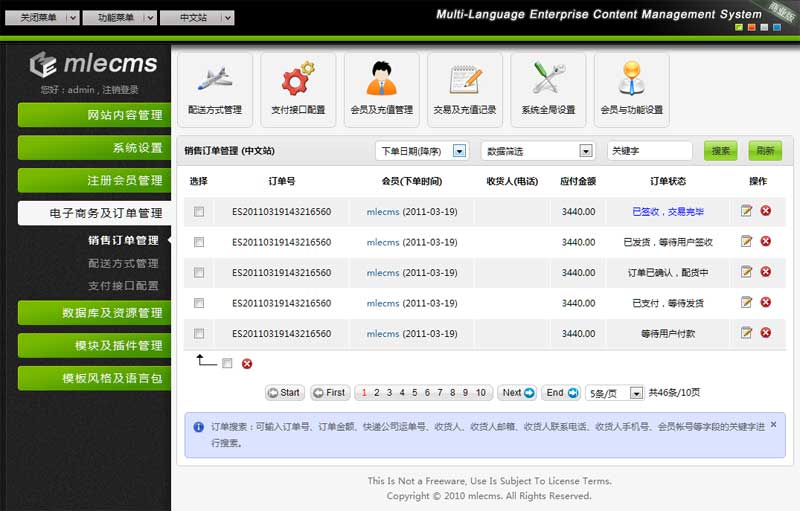 关闭菜单 功能菜单 中文站
Multi-Language Enterprise Content Management System
商业版
mlecms
您好：admin，注销登录
网站内容管理
系统设置
注册会员管理
电子商务及订单管理
销售订单管理
配送方式管理
支付接口配置
数据库及资源管理
模块及插件管理
模板风格及语言包
配送方式管理 支付接口配置 会员及充值管理 交易及充值记录 系统全局设置 会员与功能设置
销售订单管理 (中文站) 下单日期(降序) 数据筛选 关键字 搜索 刷新
选择 订单号 会员(下单时间) 收货人(电话) 应付金额 订单状态 操作
ES20110319143216560 mlecms (2011-03-19) 3440.00 已签收，交易完毕
ES20110319143216560 mlecms (2011-03-19) 3440.00 已发货，等待用户签收
ES20110319143216560 mlecms (2011-03-19) 3440.00 订单已确认，配货中
ES20110319143216560 mlecms (2011-03-19) 3440.00 已支付，等待发货
ES20110319143216560 mlecms (2011-03-19) 3440.00 等待用户付款
Start First 1 2 3 4 5 6 7 8 9 10 Next End 5条/页 共46条/10页
订单搜索：可输入订单号、订单金额、快递公司运单号、收货人、收货人邮箱、收货人联系电话、收货人手机号、会员帐号等字段的关键字进
行搜索。
This Is Not a Freeware, Use Is Subject To License Terms.
Copyright © 2010 mlecms. All Rights Reserved.